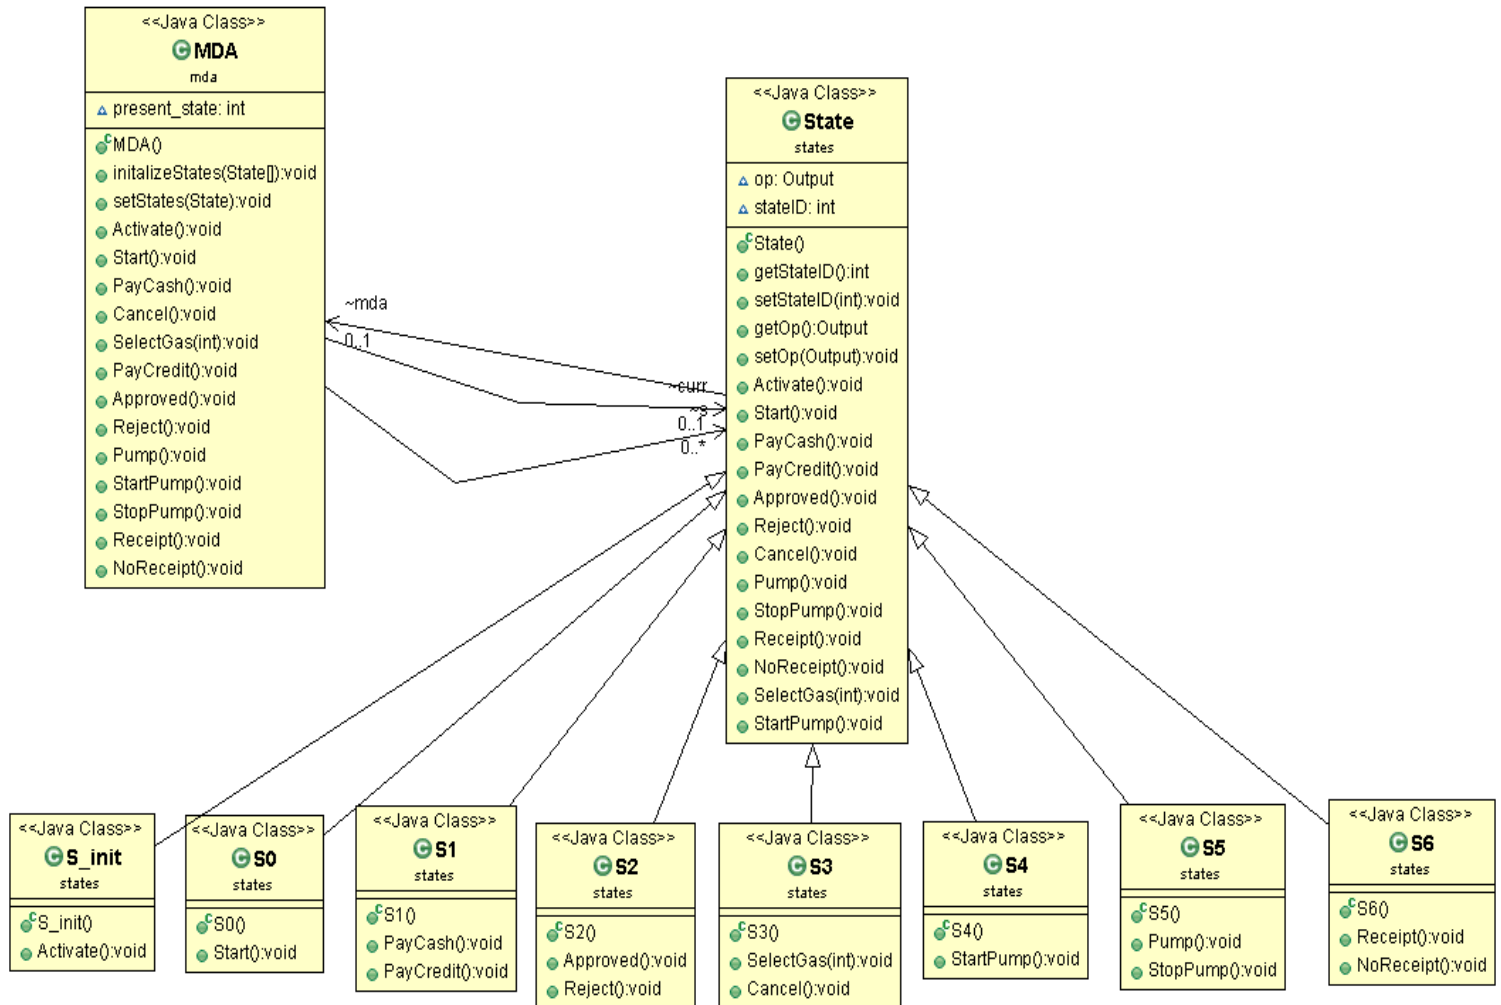 <<Java Class>>
MDA
mda
present_state: int
MDA()
initalizeStates(State[]):void
setStates(State):void
Activate():void
Start():void
PayCash():void
Cancel():void
SelectGas(int):void
PayCredit():void
Approved():void
Reject():void
Pump():void
StartPump():void
StopPump():void
Receipt():void
NoReceipt():void
~mda
0..1
~curr
~s
0..1
0..*
<<Java Class>>
State
states
op: Output
stateID: int
State()
getStateID():int
setStateID(int):void
getOp():Output
setOp(Output):void
Activate():void
Start():void
PayCash():void
PayCredit():void
Approved():void
Reject():void
Cancel():void
Pump():void
StopPump():void
Receipt():void
NoReceipt():void
SelectGas(int):void
StartPump():void
<<Java Class>>
S_init
states
S_init()
Activate():void
<<Java Class>>
S0
states
S0()
Start():void
<<Java Class>>
S1
states
S1()
PayCash():void
PayCredit():void
<<Java Class>>
S2
states
S2()
Approved():void
Reject():void
<<Java Class>>
S3
states
S3()
SelectGas(int):void
Cancel():void
<<Java Class>>
S4
states
S4()
StartPump():void
<<Java Class>>
S5
states
S5()
Pump():void
StopPump():void
<<Java Class>>
S6
states
S6()
Receipt():void
NoReceipt():void